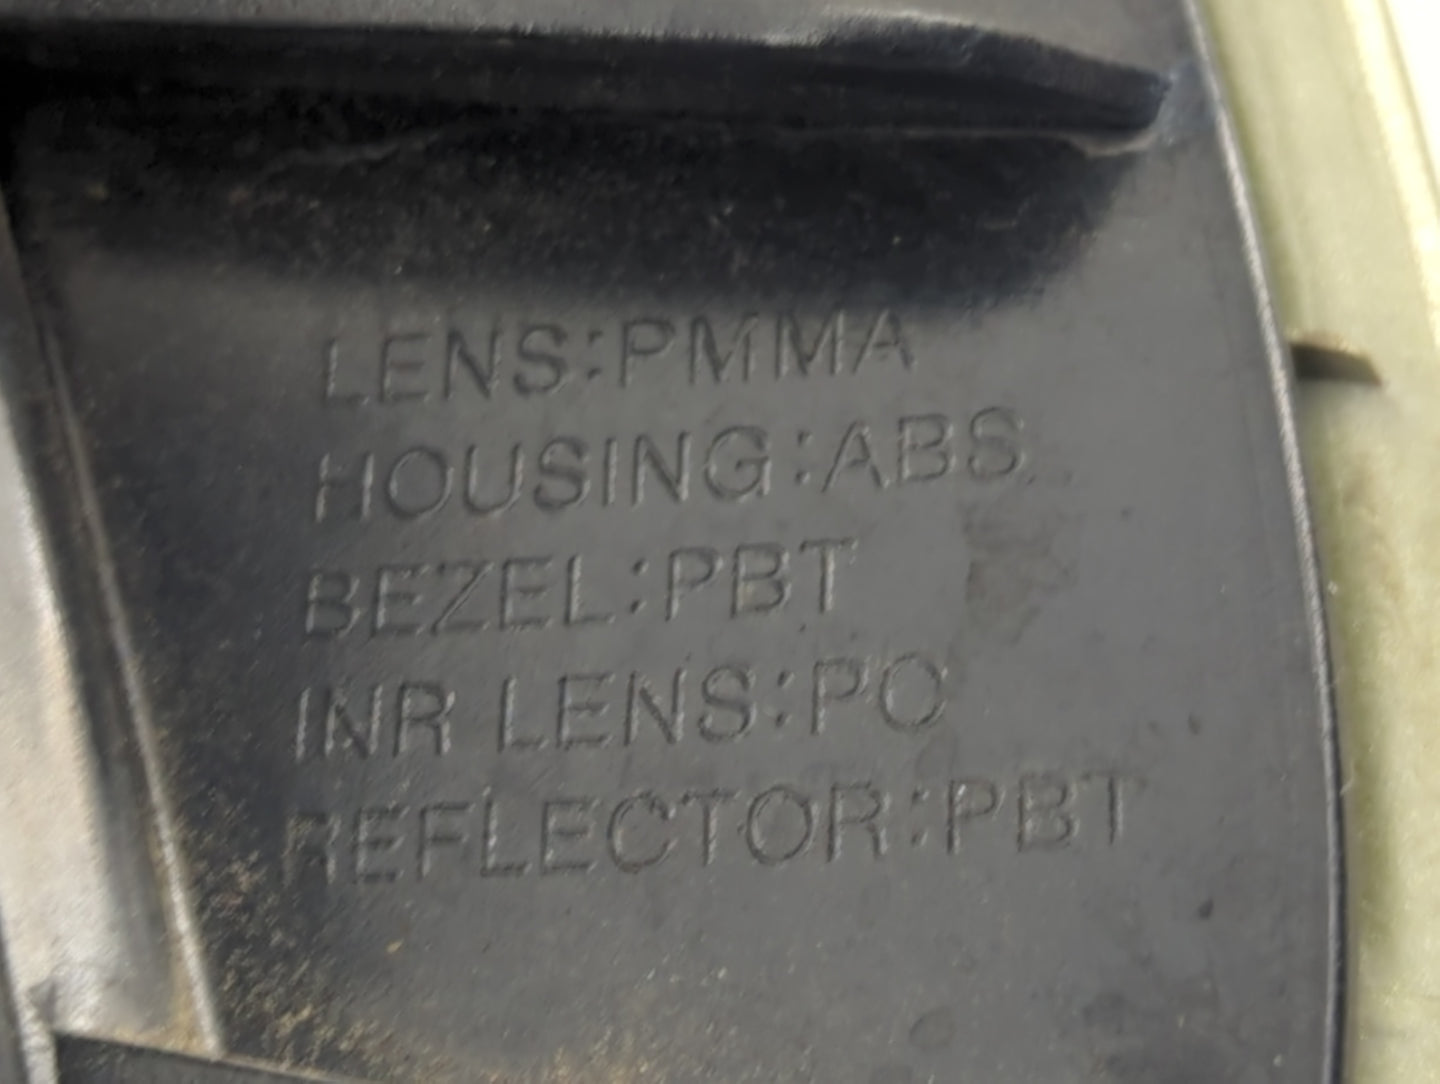 LENS:PMMA
HOUSING:ABS
BEZEL:PBT
INR LENS:PC
REFLECTOR:PBT